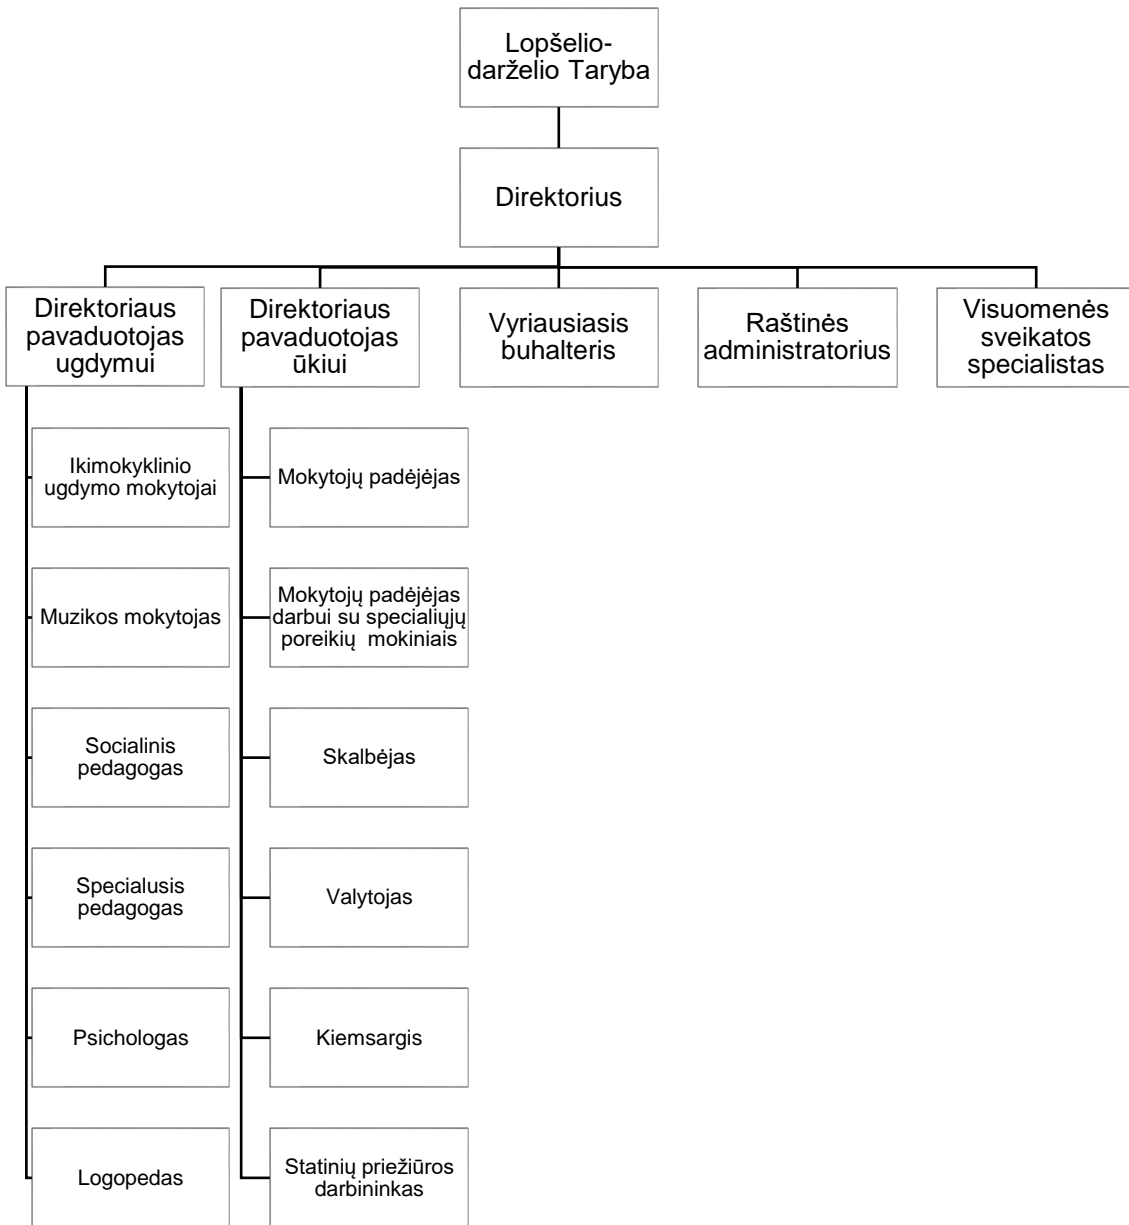 Lopšelio-
darželio Taryba
Direktorius
Direktoriaus
pavaduotojas
ugdymui
Direktoriaus
pavaduotojas
ūkiui
Vyriausiasis
buhalteris
Raštinės
administratorius
Visuomenės
sveikatos
specialistas
Ikimokyklinio
ugdymo mokytojai
Muzikos mokytojas
Socialinis
pedagogas
Specialusis
pedagogas
Psichologas
Logopedas
Mokytojų padėjėjas
Mokytojų padėjėjas
darbui su specialiųjų
poreikių  mokiniais
Skalbėjas
Valytojas
Kiemsargis
Statinių priežiūros
darbininkas